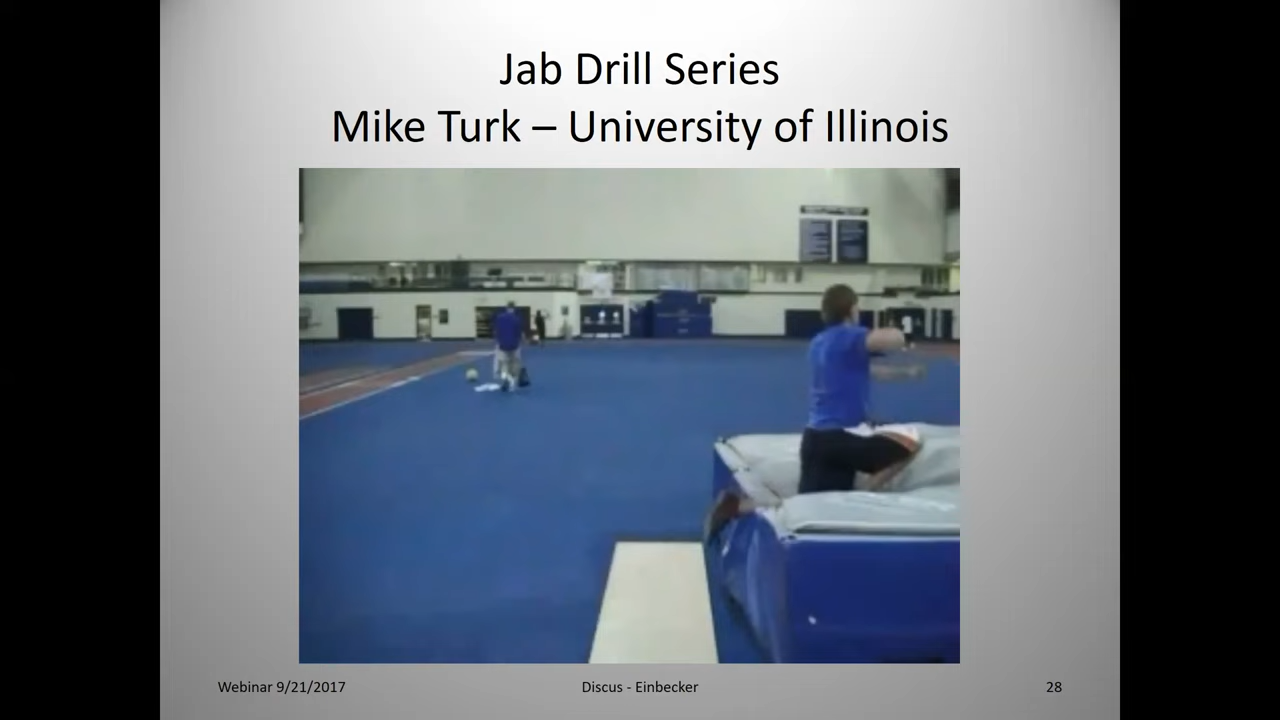 Jab Drill Series
Mike Turk – University of Illinois
Webinar 9/21/2017
Discus - Einbecker
28